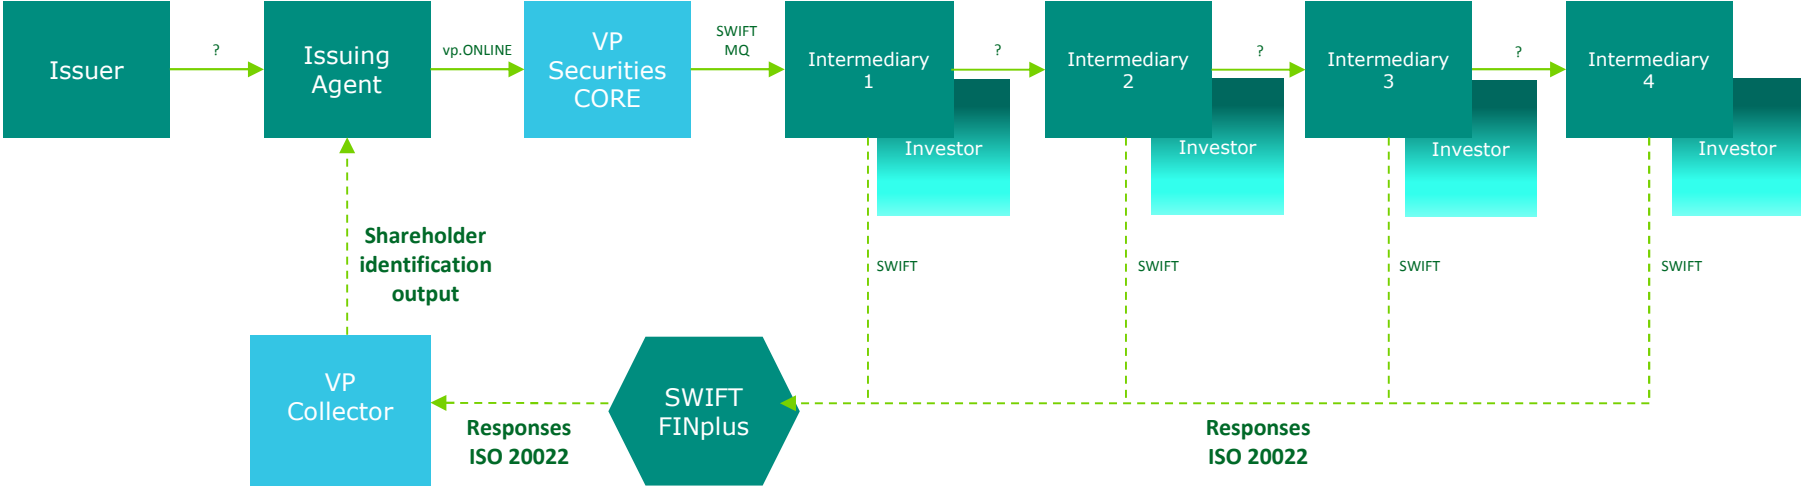 Issuer
?
Issuing
Agent
vp.ONLINE
VP
Securities
CORE
SWIFT
MQ
Intermediary
1
?
Intermediary
2
?
Intermediary
3
?
Intermediary
4
Investor
Investor
Investor
Investor
Shareholder
identification
output
SWIFT
SWIFT
SWIFT
SWIFT
VP
Collector
Responses
ISO 20022
SWIFT
FINplus
Responses
ISO 20022